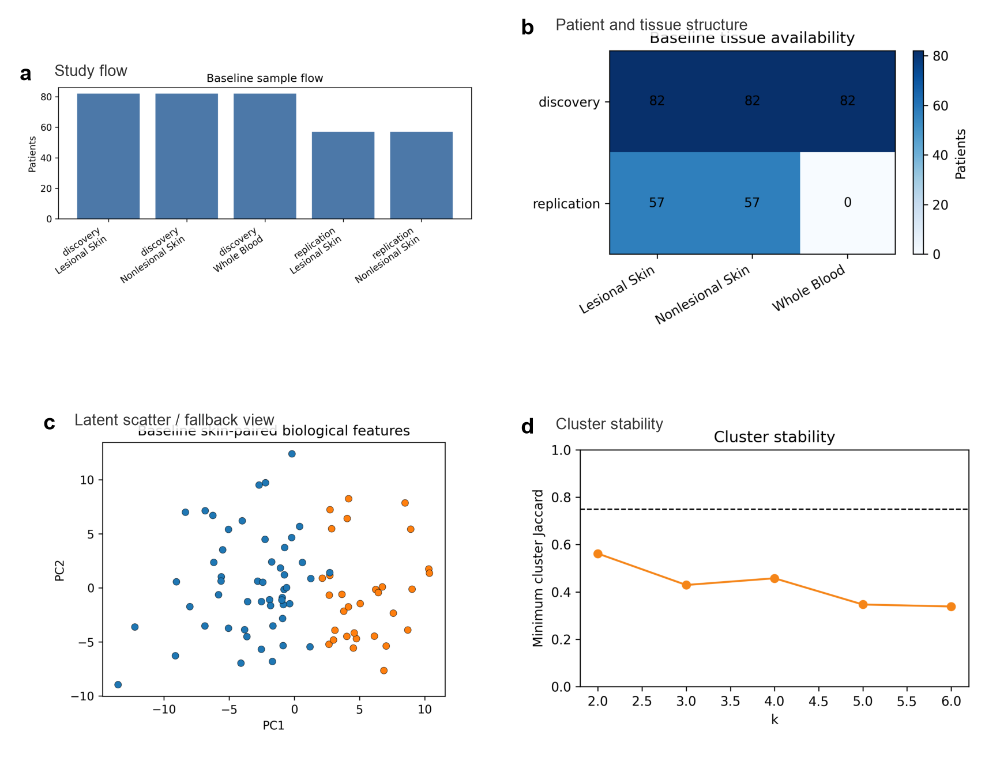 a
Study flow
Baseline sample flow
Patients
80
60
40
20
0
discovery
Lesional Skin
discovery
Nonlesional Skin
discovery
Whole Blood
replication
Lesional Skin
replication
Nonlesional Skin
b
Patient and tissue structure
Baseline tissue availability
discovery
replication
82
82
82
57
57
0
Lesional Skin
Nonlesional Skin
Whole Blood
80
60
40
20
0
Patients
c
Latent scatter / fallback view
Baseline skin-paired biological features
PC2
10
5
0
−5
−10
−10
−5
0
5
10
PC1
d
Cluster stability
Cluster stability
Minimum cluster Jaccard
1.0
0.8
0.6
0.4
0.2
0.0
2.0
2.5
3.0
3.5
4.0
4.5
5.0
5.5
6.0
k